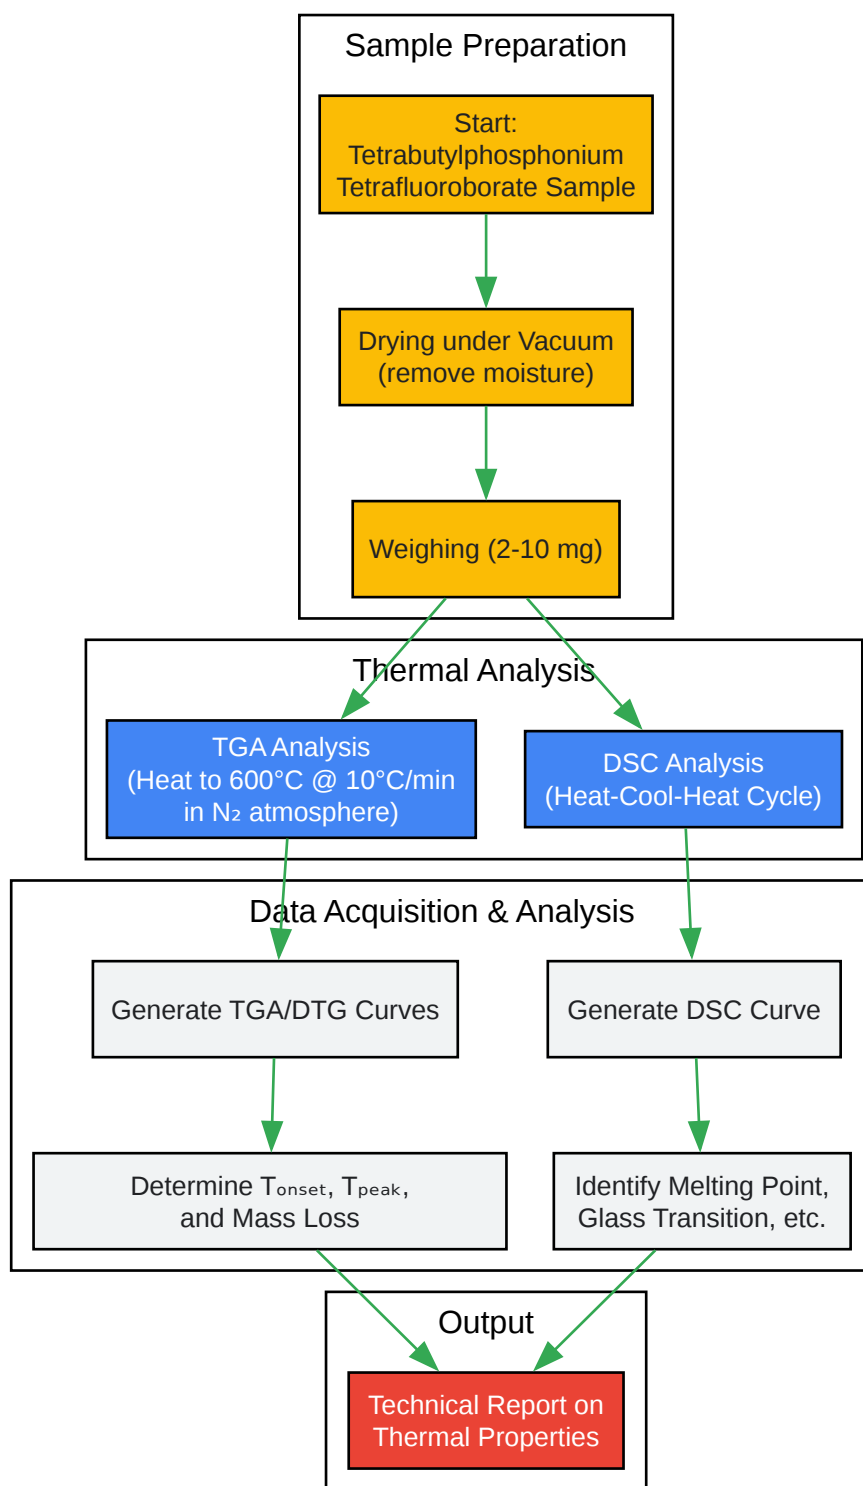 Sample Preparation
Start:
Tetrabutylphosphonium
Tetrafluoroborate Sample
Drying under Vacuum
(remove moisture)
Weighing (2-10 mg)
Thermal Analysis
TGA Analysis
(Heat to 600°C @ 10°C/min
in N₂ atmosphere)
DSC Analysis
(Heat-Cool-Heat Cycle)
Data Acquisition & Analysis
Generate TGA/DTG Curves
Generate DSC Curve
Determine Tₒₙₛₑₜ, Tₚₑₐₖ,
and Mass Loss
Identify Melting Point,
Glass Transition, etc.
Output
Technical Report on
Thermal Properties